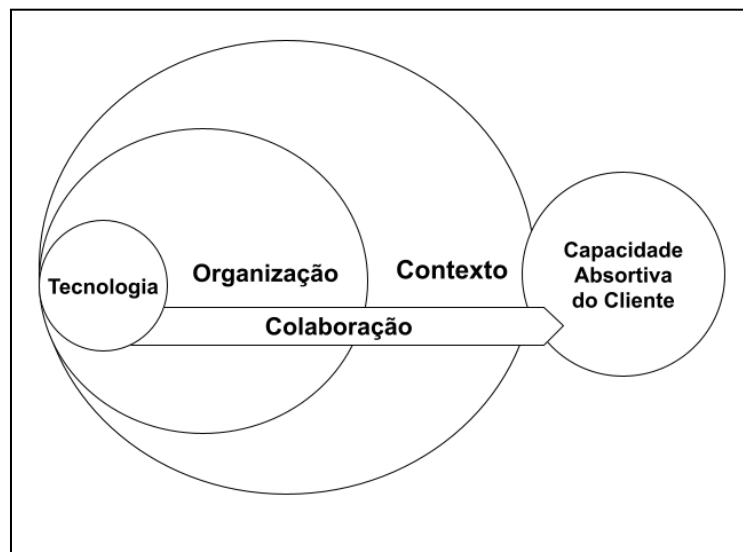 Tecnologia
Organização
Contexto
Capacidade
Absortiva
do Cliente
Colaboração